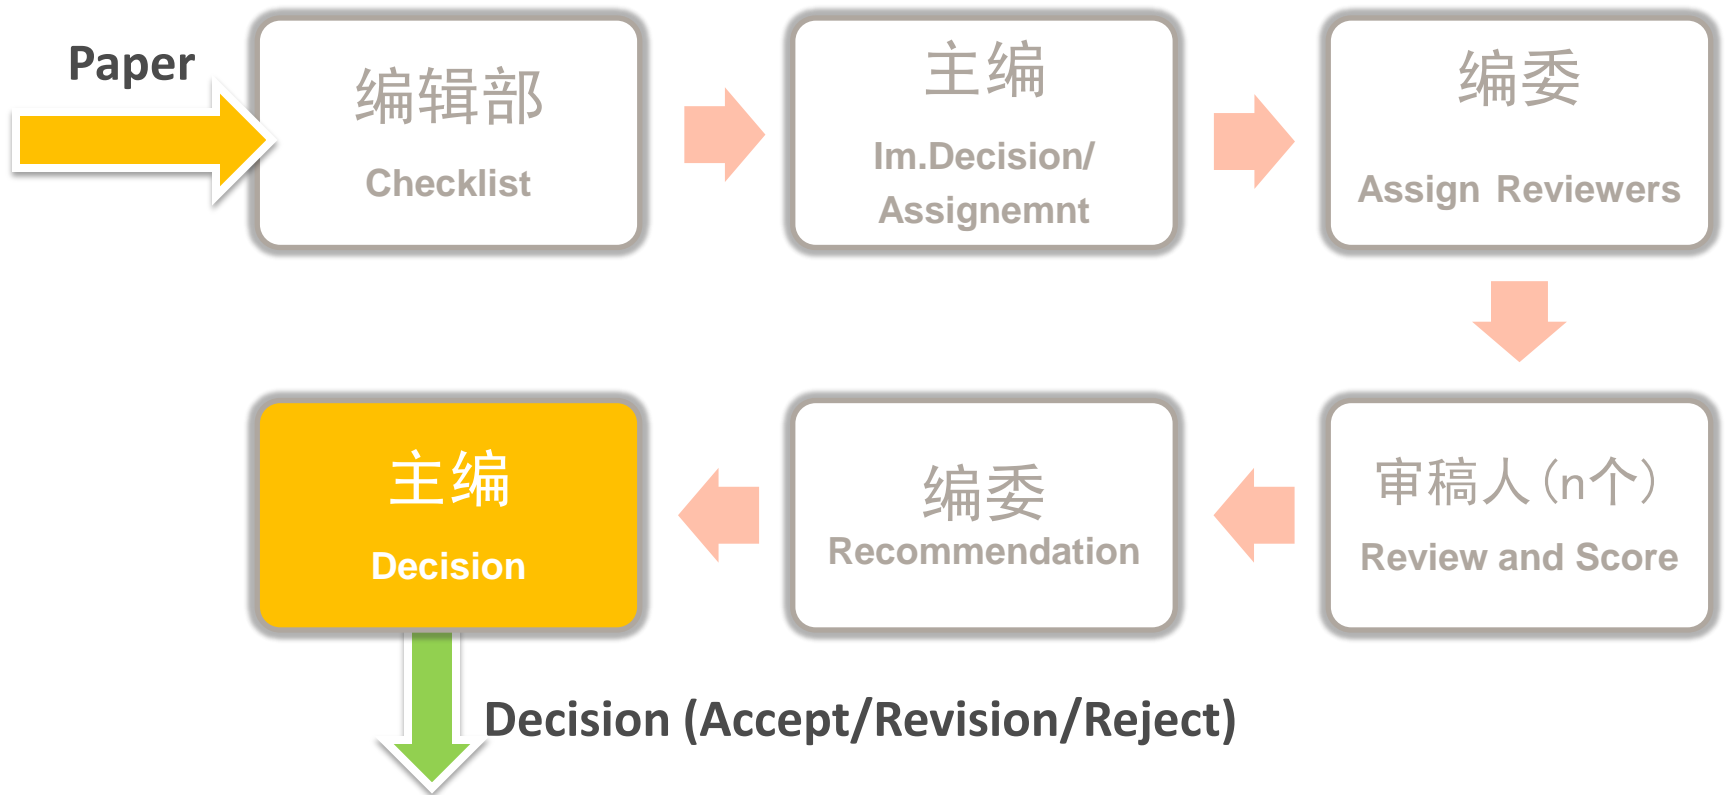 Paper
编辑部
Checklist
主编
Im.Decision/
Assignemnt
编委
Assign Reviewers
审稿人(n个)
Review and Score
编委
Recommendation
主编
Decision
Decision (Accept/Revision/Reject)